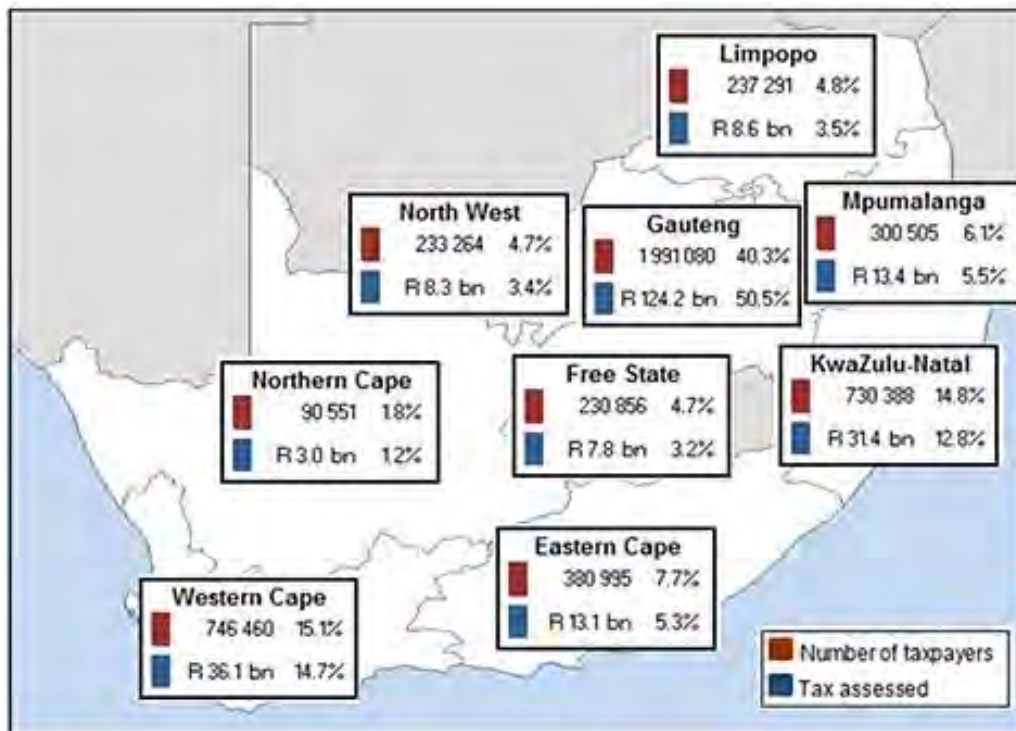 Limpopo
237 291 4.8%
R 8.6 bn 3.5%
North West
233 264 4.7%
R 8.3 bn 3.4%
Gauteng
1 991 080 40.3%
R 124.2 bn 50.5%
Mpumalanga
300 505 6.1%
R 13.4 bn 5.5%
Northern Cape
90 551 1.8%
R 3.0 bn 1.2%
Free State
230 856 4.7%
R 7.8 bn 3.2%
KwaZulu-Natal
730 388 14.8%
R 31.4 bn 12.8%
Eastern Cape
380 995 7.7%
R 13.1 bn 5.3%
Western Cape
746 460 15.1%
R 36.1 bn 14.7%
Number of taxpayers
Tax assessed